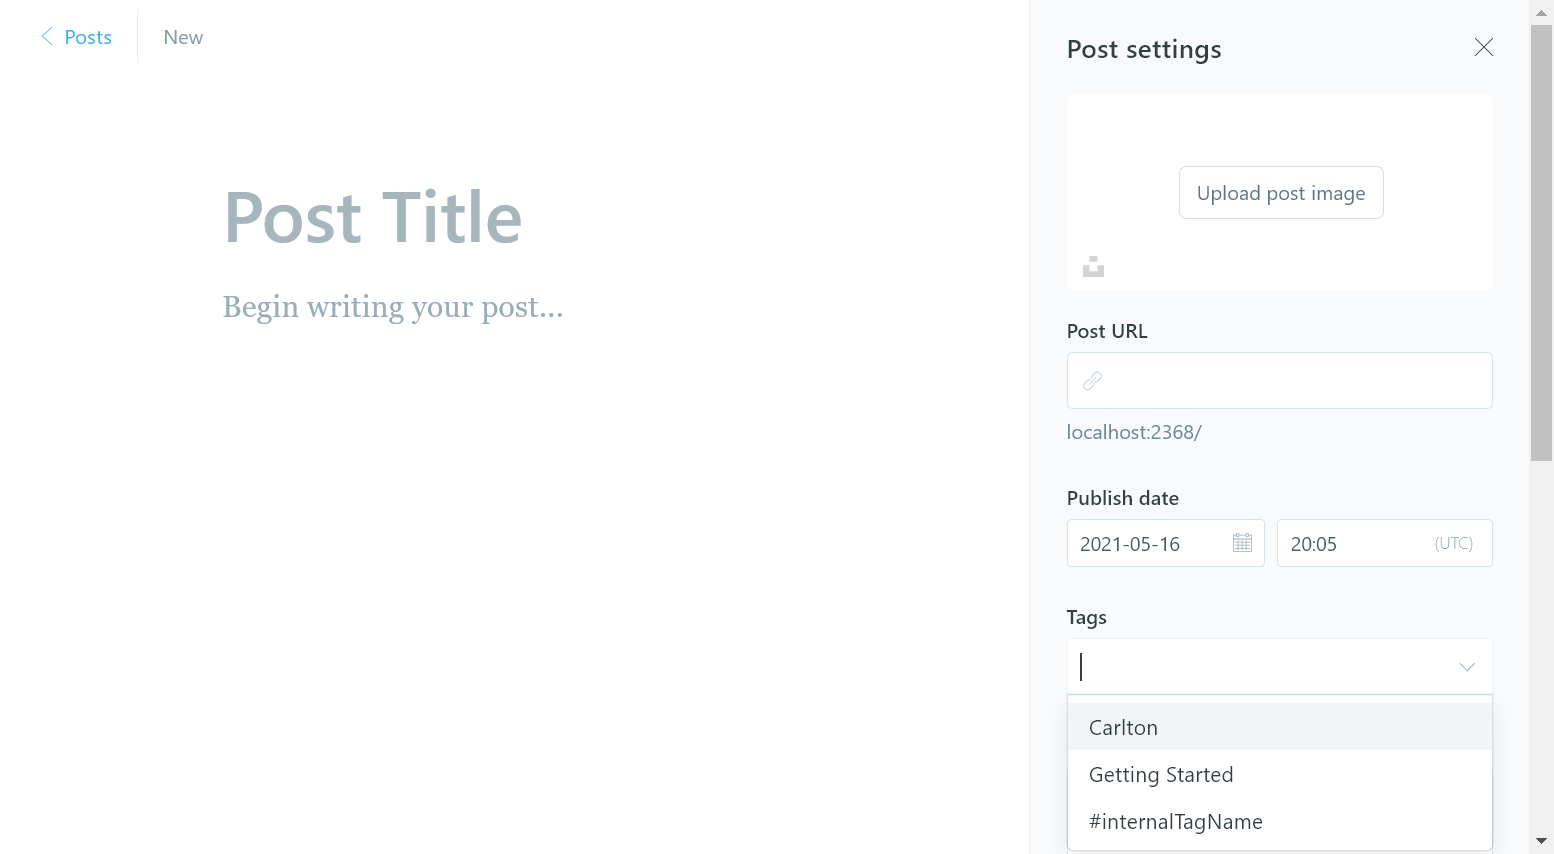 Posts
New
Post settings
Upload post image
Post Title
Begin writing your post...
Post URL
localhost:2368/
Publish date
2021-05-16
20:05
(UTC)
Tags
Carlton
Getting Started
#internalTagName